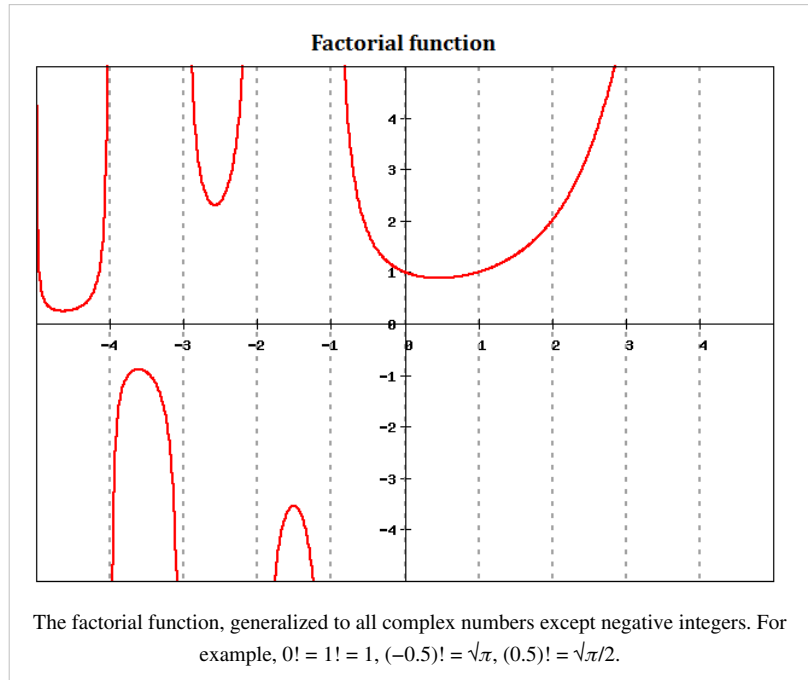 Factorial function
4
3
2
1
0
-4 -3 -2 -1 0 1 2 3 4
-1
-2
-3
-4
The factorial function, generalized to all complex numbers except negative integers. For
example, 0! = 1! = 1, (−0.5)! = √π, (0.5)! = √π/2.